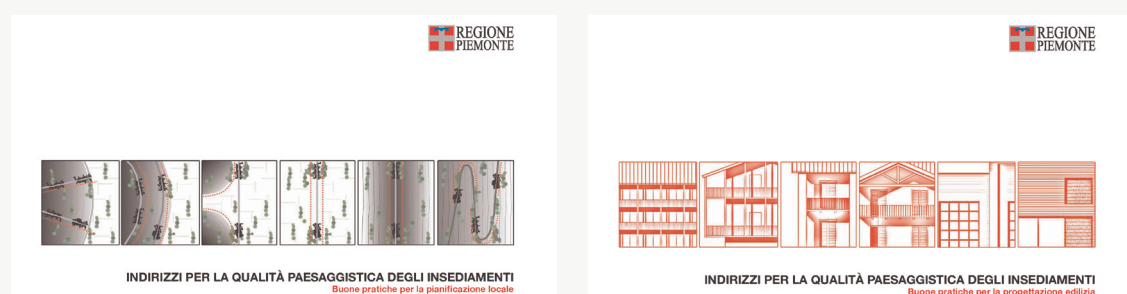 REGIONE
PIEMONTE
INDIRIZZI PER LA QUALITÀ PAESAGGISTICA DEGLI INSEDIAMENTI
Buone pratiche per la pianificazione locale
REGIONE
PIEMONTE
INDIRIZZI PER LA QUALITÀ PAESAGGISTICA DEGLI INSEDIAMENTI
Buone pratiche per la progettazione edilizia